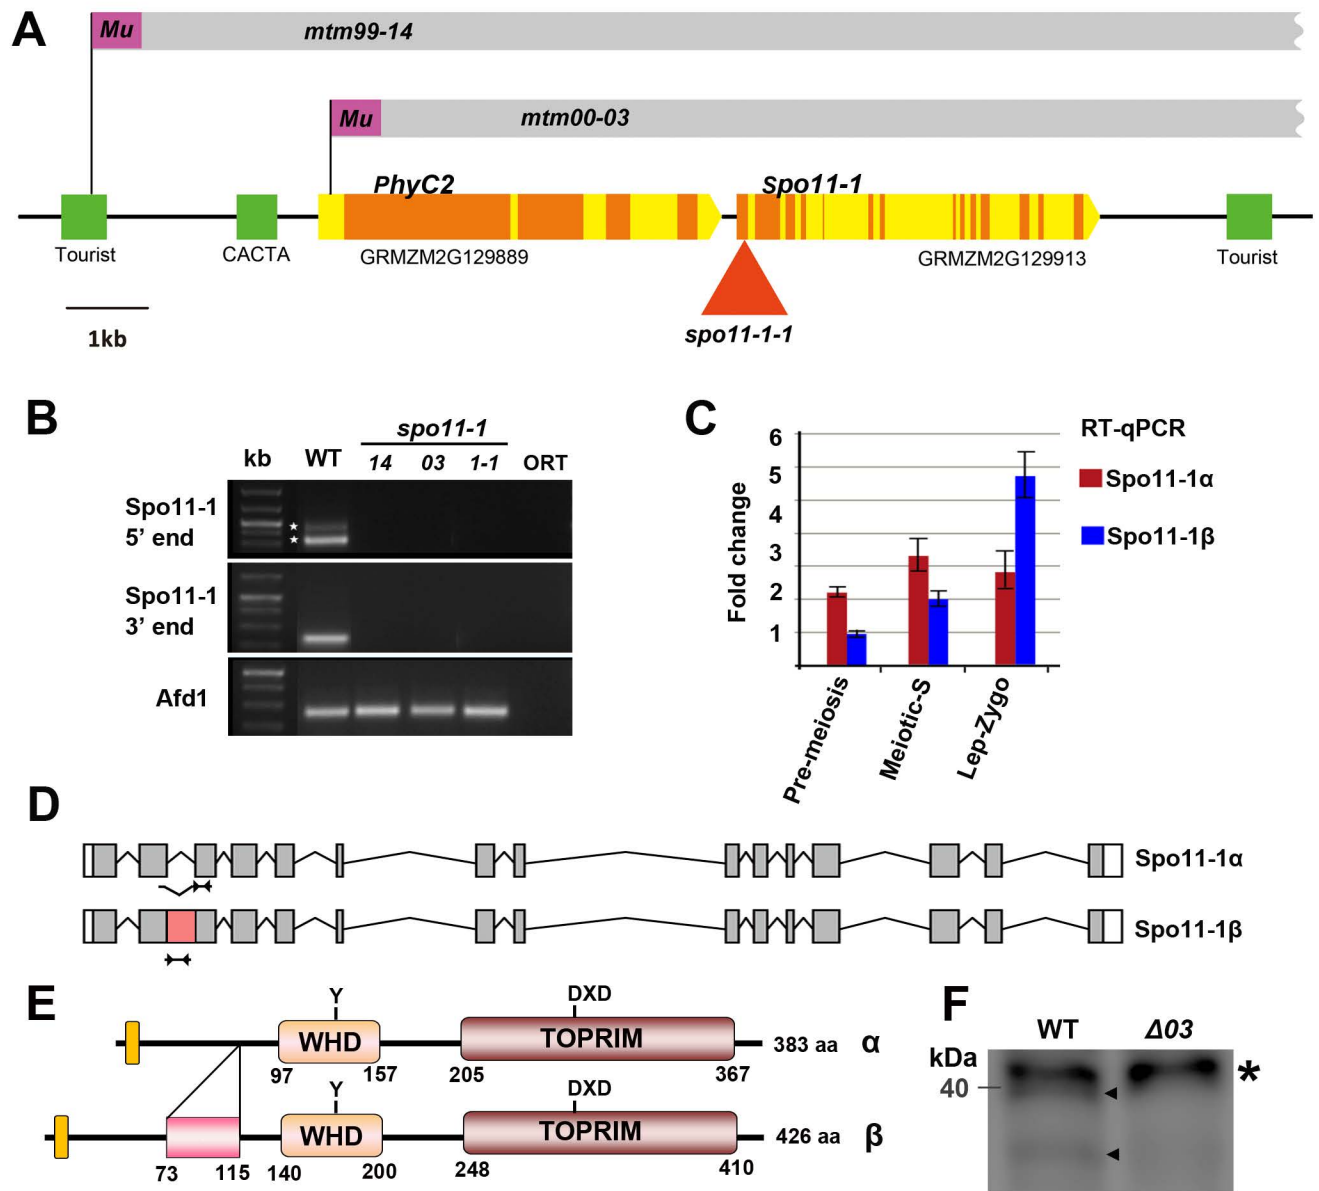 A
Mu
mtm99-14
Mu
mtm00-03
PhyC2
Spo11-1
Tourist
CACTA
GRMZM2G129889
GRMZM2G129913
Tourist
1kb
spo11-1-1
B
spo11-1
kb
WT
14
03
1-1
ORT
Spo11-1
5’ end
Spo11-1
3’ end
Afd1
C
RT-qPCR
Spo11-1α
Spo11-1β
Fold change
6
5
4
3
2
1
Pre-meiosis
Meiotic-S
Lep-Zygo
D
Spo11-1α
Spo11-1β
E
Y
DXD
WHD
TOPRIM
383 aa
α
97
157
205
367
Y
DXD
WHD
TOPRIM
426 aa
β
73
115
140
200
248
410
F
WT
Δ03
kDa
40
*